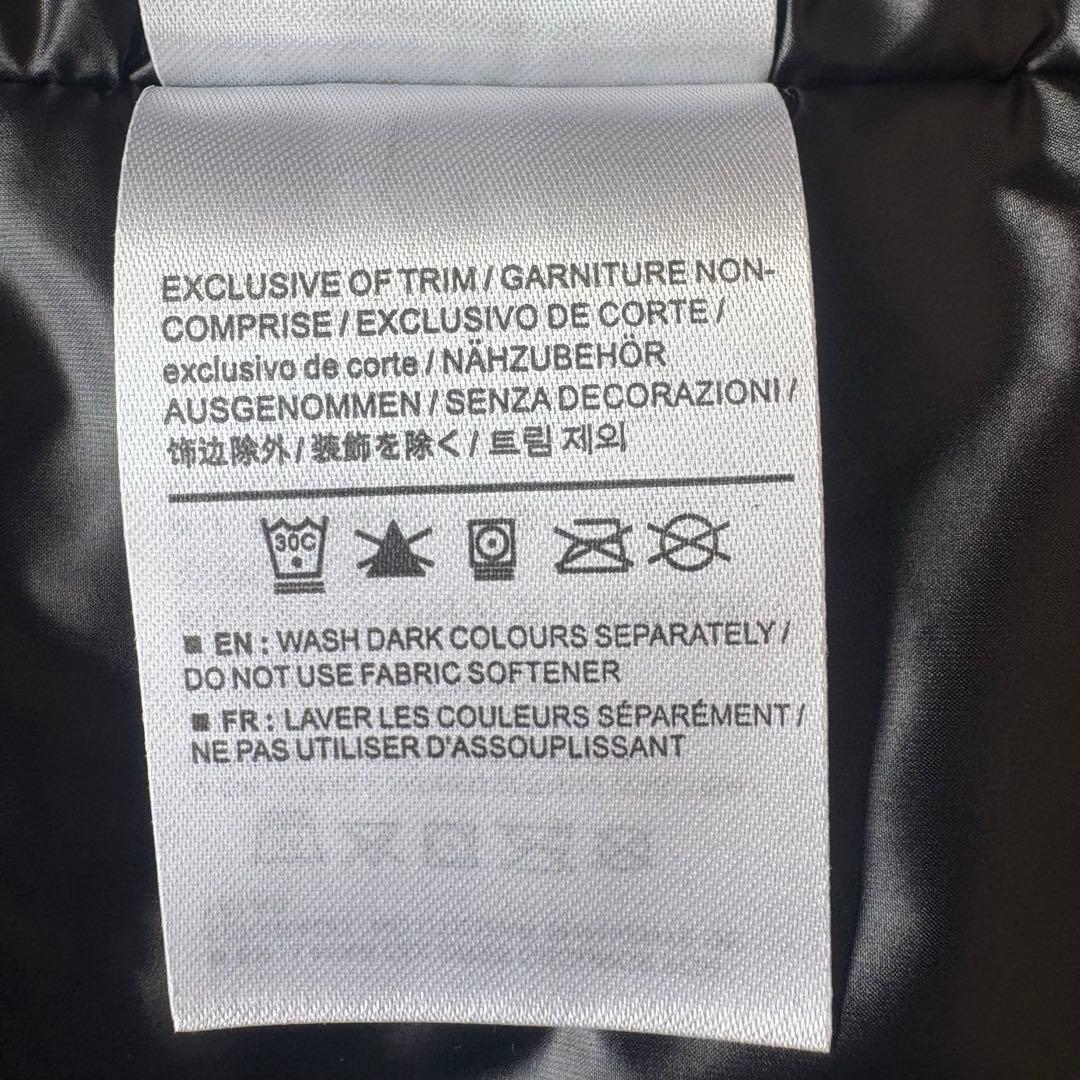 EXCLUSIVE OF TRIM / GARNITURE NON-
COMPRISE / EXCLUSIVO DE CORTE /
exclusivo de corte / NÄHZUBEHÖR
AUSGENOMMEN / SENZA DECORAZIONI /
饰边除外 / 装飾を除く / 트림 제외
30C
■ EN : WASH DARK COLOURS SEPARATELY /
DO NOT USE FABRIC SOFTENER
■ FR : LAVER LES COULEURS SÉPARÉMENT /
NE PAS UTILISER D'ASSOUPLISSANT